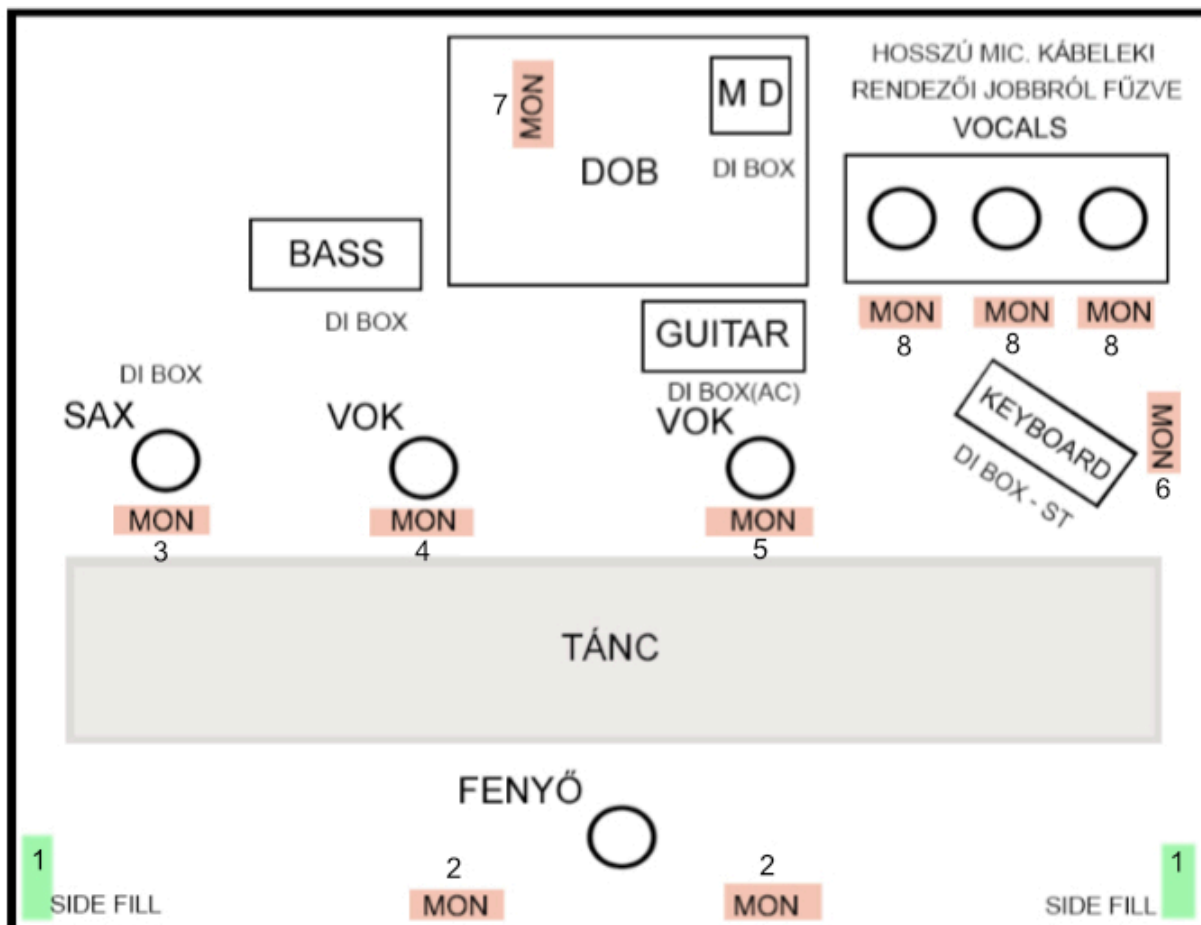 HOSSZÚ MIC. KÁBELEK!
RENDEZŐI JOBBRÓL FŰZVE
VOCALS
7
MON
M D
DI BOX
DOB
BASS
DI BOX
GUITAR
DI BOX(AC)
MON
MON
MON
8
8
8
DI BOX
SAX
VOK
VOK
KEYBOARD
DI BOX - ST
MON
6
MON
MON
MON
3
4
5
TÁNC
FENYŐ
1
2
2
1
SIDE FILL
MON
MON
SIDE FILL